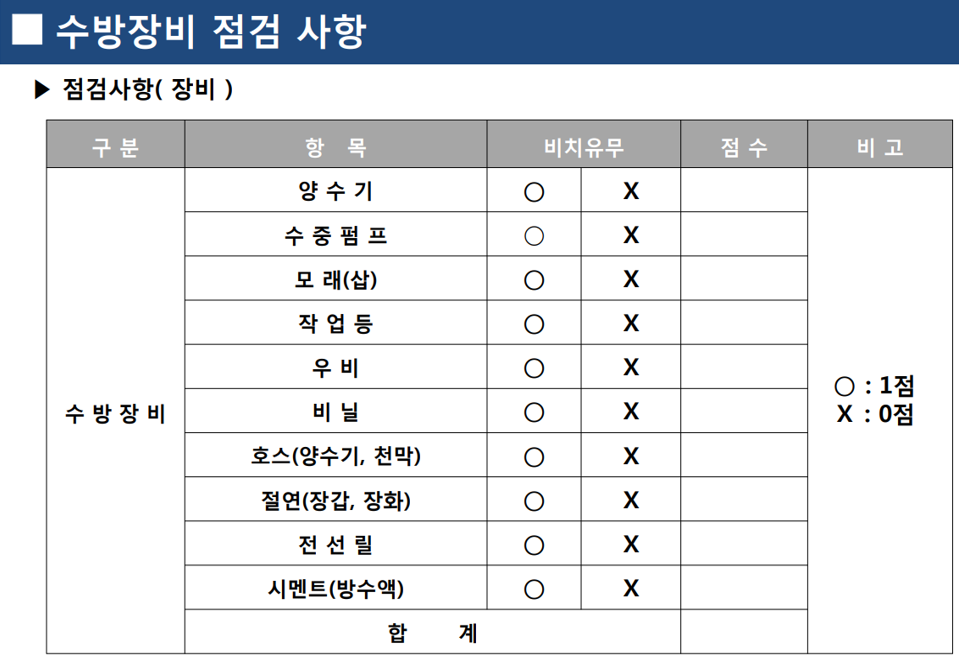 ■ 수방장비 점검 사항
▶ 점검사항( 장비 )
구 분 항 목 비치유무 점 수 비 고
양 수 기 ○ X
수 중 펌 프 ○ X
모 래(삽) ○ X
작 업 등 ○ X
우 비 ○ X
비 닐 ○ X
수 방 장 비
○ : 1점
X : 0점
호스(양수기, 천막) ○ X
절연(장갑, 장화) ○ X
전 선 릴 ○ X
시멘트(방수액) ○ X
합 계